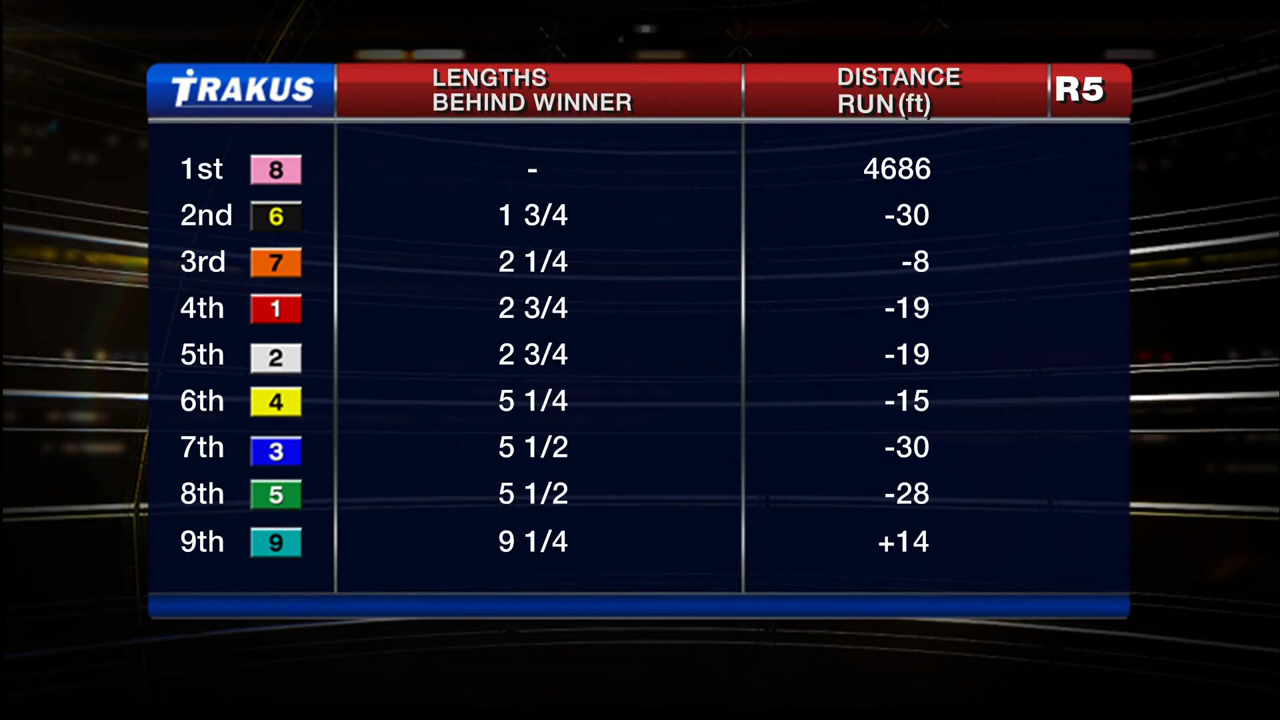 TRAKUS LENGTHS BEHIND WINNER DISTANCE RUN (ft) R5
1st 8 - 4686
2nd 6 1 3/4 -30
3rd 7 2 1/4 -8
4th 1 2 3/4 -19
5th 2 2 3/4 -19
6th 4 5 1/4 -15
7th 3 5 1/2 -30
8th 5 5 1/2 -28
9th 9 9 1/4 +14